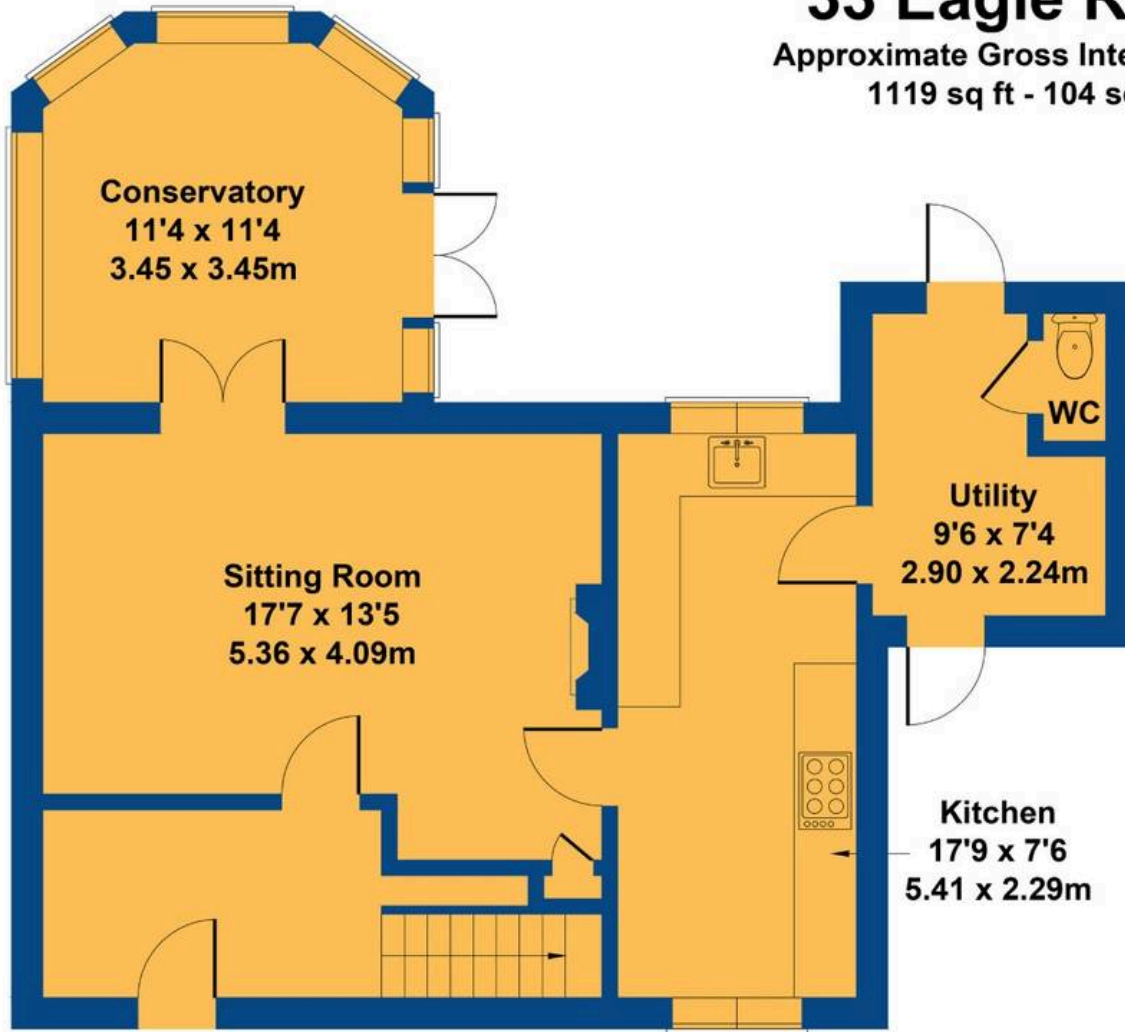 33 Eagle
Approximate Gross
1119 sq ft - 104
Conservatory
11'4 x 11'4
3.45 x 3.45m
WC
Utility
9'6 x 7'4
2.90 x 2.24m
Sitting Room
17'7 x 13'5
5.36 x 4.09m
Kitchen
17'9 x 7'6
5.41 x 2.29m